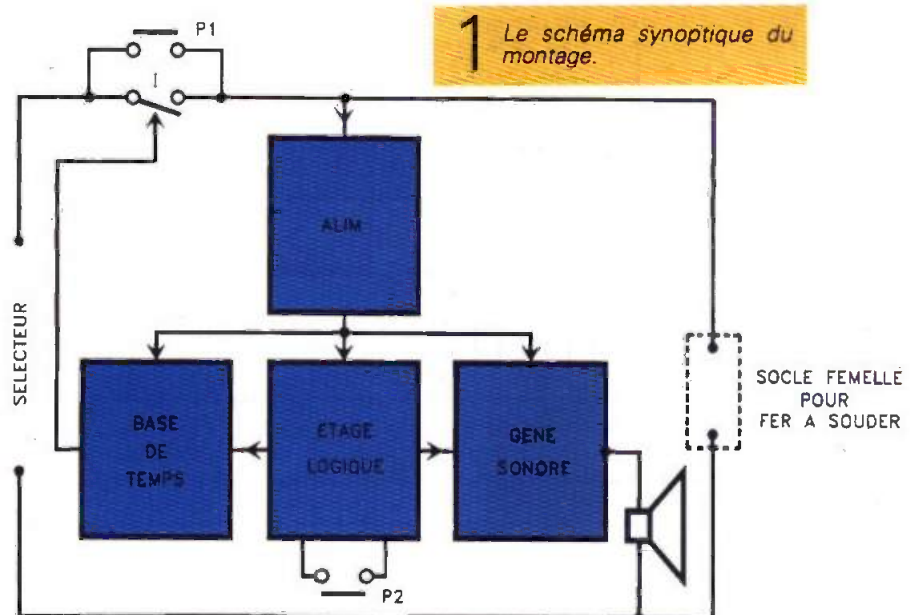 P1
1 Le schéma synoptique du
montage.
I
ALIM
SELECTEUR
BASE
DE
TEMPS
ETAGE
LOGIQUE
GENE
SONORE
SOCLE FEMELLE
POUR
FER A SOUDER
P2